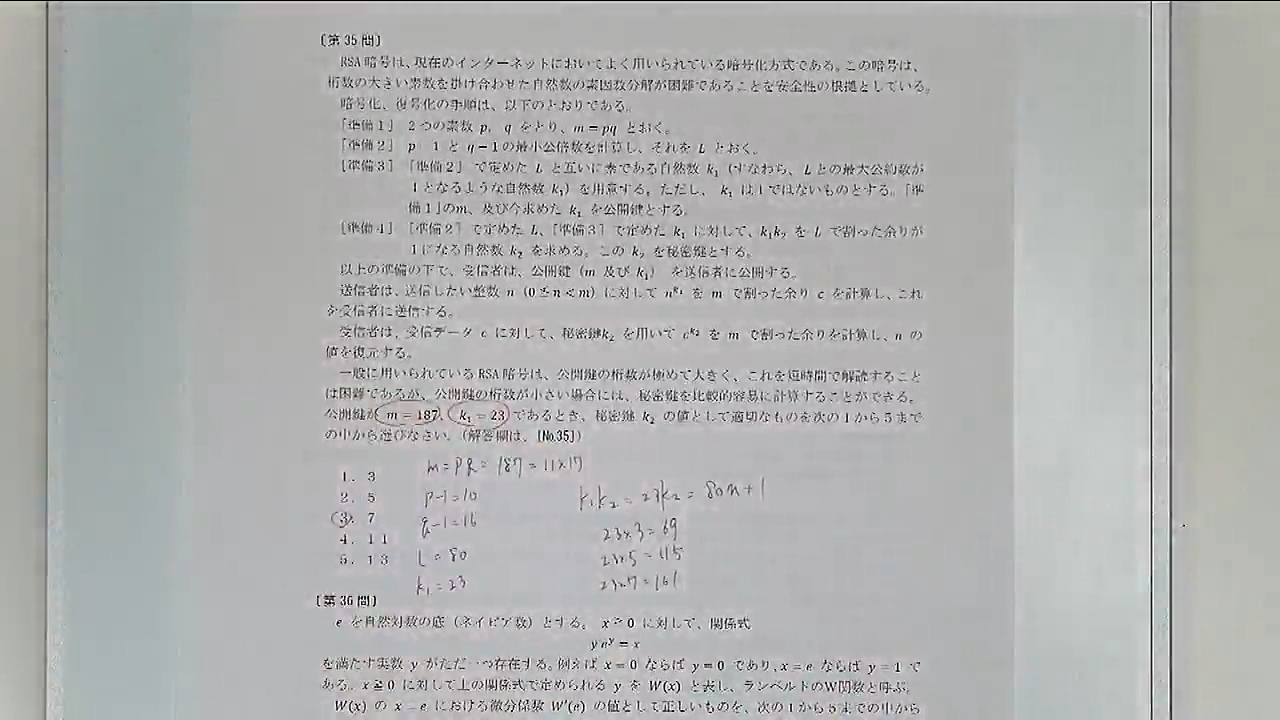 〔第35問〕
RSA暗号は、現在のインターネットにおいてよく用いられている暗号化方式である。この暗号は、
桁数の大きい素数を掛け合わせた自然数の素因数分解が困難であることを安全性の根拠としている。
暗号化、復号化の手順は、以下のとおりである。
［準備1］ 2つの素数 p, q をとり、m=pq とおく。
［準備2］ p-1 と q-1の最小公倍数を計算し、それを L とおく。
［準備3］ ［準備2］で定めた L と互いに素である自然数 k₁（すなわち、Lとの最大公約数が
1となるような自然数 k₁）を用意する。ただし、 k₁ は1ではないものとする。［準
備1］のm、及び今求めた k₁ を公開鍵とする。
［準備4］ ［準備2］で定めた L、［準備3］で定めた k₁ に対して、k₁k₂ を L で割った余りが
1になる自然数 k₂ を求める。この k₂ を秘密鍵とする。
以上の準備の下で、受信者は、公開鍵（m 及び k₁） を送信者に公開する。
送信者は、送信したい整数 n（0≦n<m）に対して n^k₁ を m で割った余り c を計算し、これ
を受信者に送信する。
受信者は、受信データ c に対して、秘密鍵k₂ を用いて c^k₂ を m で割った余りを計算し、n の
値を復元する。
一般に用いられているRSA暗号は、公開鍵の桁数が極めて大きく、これを短時間で解読すること
は困難であるが、公開鍵の桁数が小さい場合には、秘密鍵を比較的容易に計算することができる。
公開鍵が m=187、k₁=23 であるとき、秘密鍵 k₂ の値として適切なものを次の1から5まで
の中から選びなさい。（解答欄は、[No.35]）
1. 3
2. 5
3. 7
4. 11
5. 13
m=pq=187=11×17
p-1=10
q-1=16
L=80
k₁=23
k₁k₂=23k₂=80n+1
23×3=69
23×5=115
23×7=161
〔第36問〕
e を自然対数の底（ネイピア数）とする。 x≧0 に対して、関係式
ye^y=x
を満たす実数 y がただ一つ存在する。例えば x=0 ならば y=0 であり、x=e ならば y=1 で
ある。x≧0 に対して上の関係式で定められる y を W(x) と表し、ランベルトのW関数と呼ぶ。
W(x) の x=e における微分係数 W'(e) の値として正しいものを、次の1から5までの中から